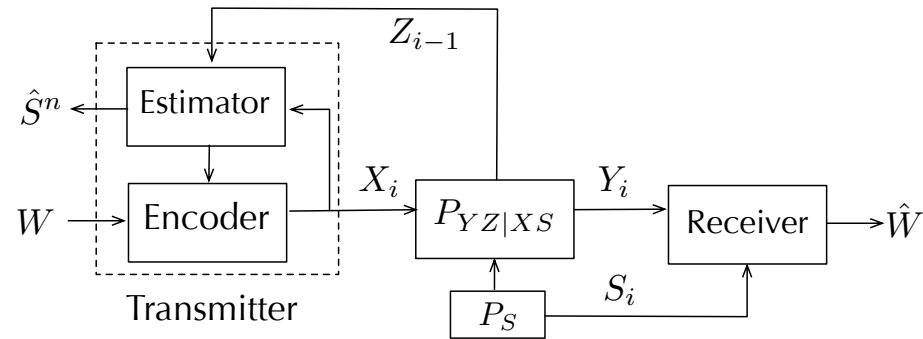 Z_{i−1}
Ŝ^n
Estimator
W
Encoder
X_i
P_{YZ|XS}
Y_i
Receiver
Ŵ
Transmitter
P_S
S_i